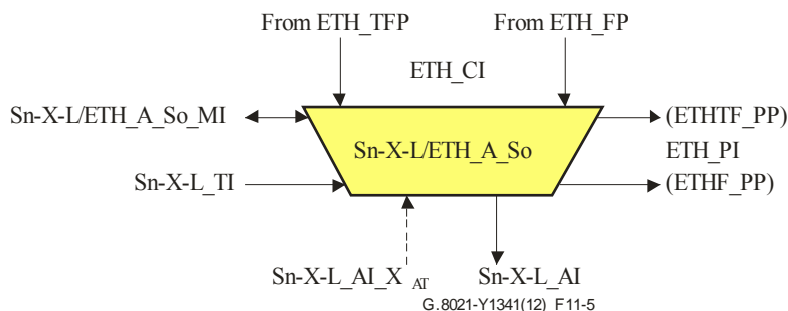 From ETH_TFP From ETH_FP
ETH_CI
Sn-X-L/ETH_A_So_MI (ETHTF_PP)
Sn-X-L/ETH_A_So ETH_PI
Sn-X-L_TI (ETHF_PP)
Sn-X-L_AI_X AT Sn-X-L_AI
G.8021-Y1341(12)_F11-5